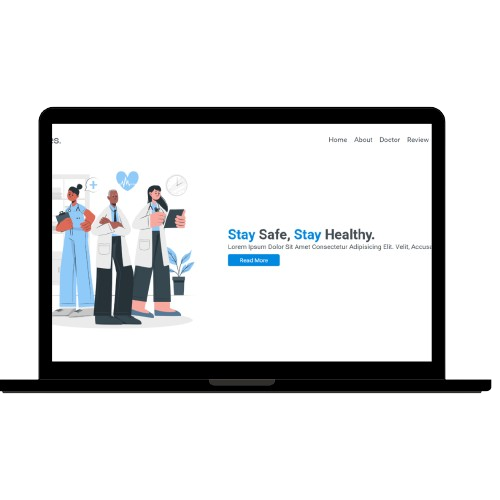 es.
Home About Doctor Review
Stay Safe, Stay Healthy.
Lorem Ipsum Dolor Sit Amet Consectetur Adipisicing Elit. Velit, Accusa
Read More